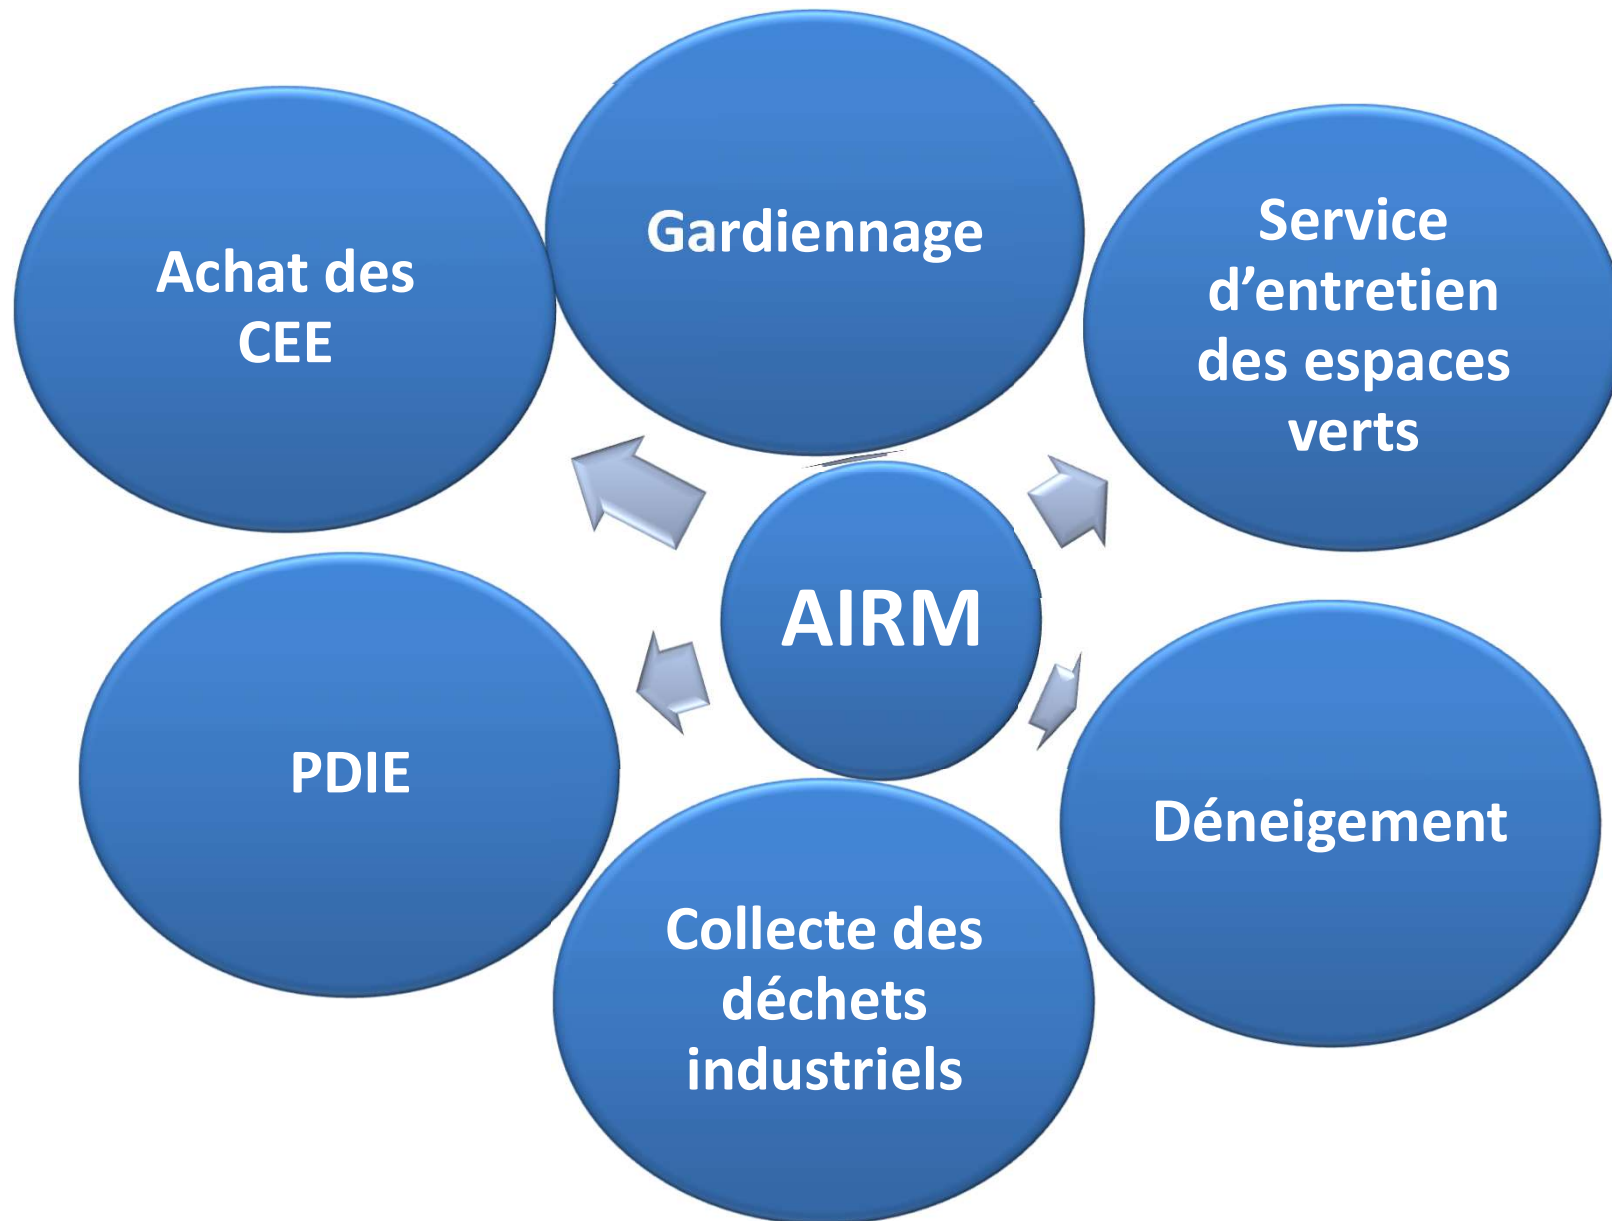 Gardiennage
Achat des
CEE
Service
d’entretien
des espaces
verts
AIRM
PDIE
Déneigement
Collecte des
déchets
industriels